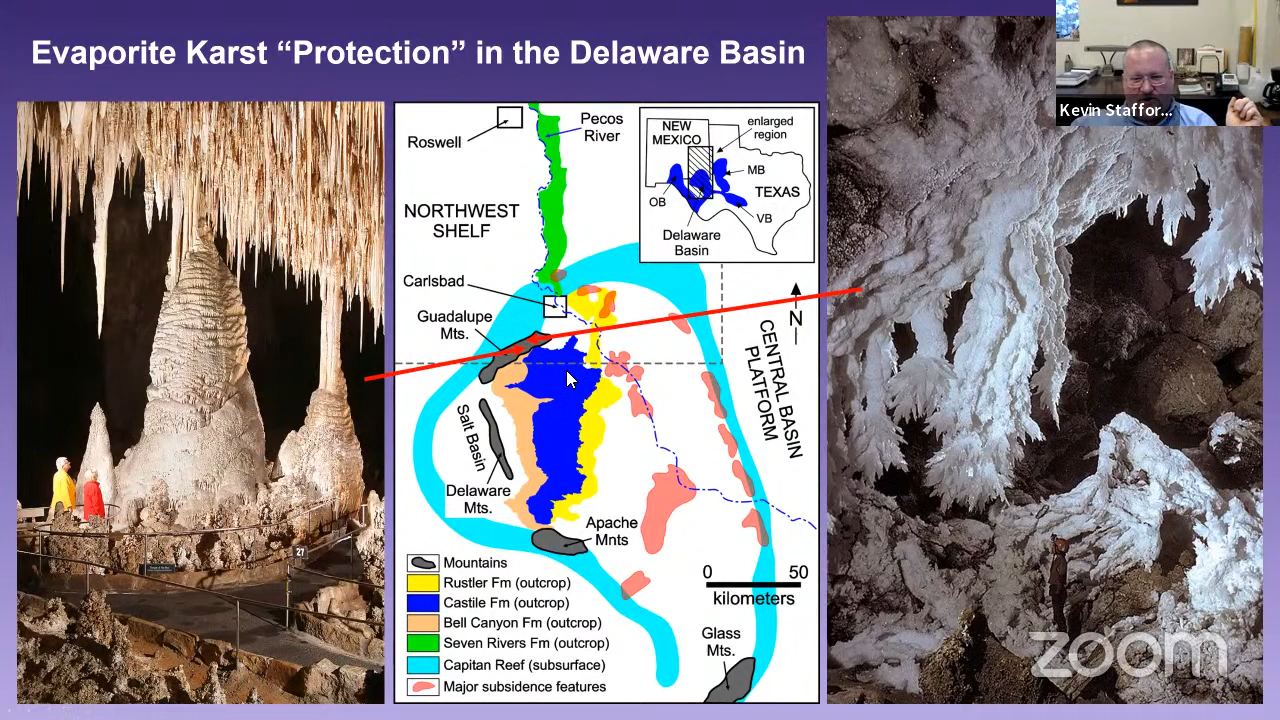 Evaporite Karst “Protection” in the Delaware Basin
Kevin Staffor...
Roswell
Pecos
River
NEW
MEXICO
enlarged
region
MB
TEXAS
OB
VB
Delaware
Basin
NORTHWEST
SHELF
Carlsbad
Guadalupe
Mts.
N
CENTRAL BASIN
PLATFORM
Salt Basin
Delaware
Mts.
Apache
Mnts
27
0 50
kilometers
Glass
Mts.
Mountains
Rustler Fm (outcrop)
Castile Fm (outcrop)
Bell Canyon Fm (outcrop)
Seven Rivers Fm (outcrop)
Capitan Reef (subsurface)
Major subsidence features
zoom